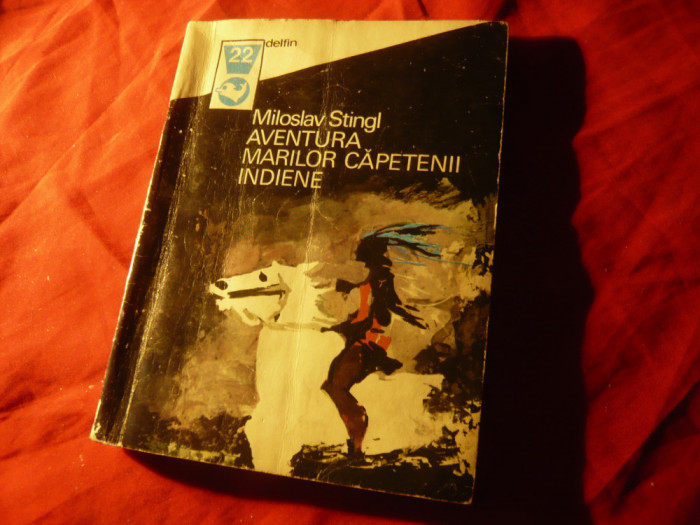 22
delfin
Miloslav Stingl
AVENTURA
MARILOR CĂPETENII
INDIENE